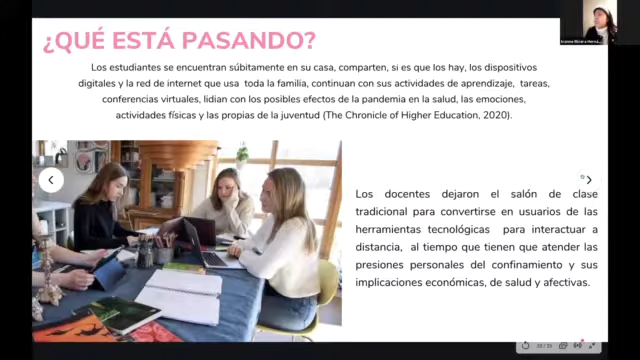 ¿QUÉ ESTÁ PASANDO?
Los estudiantes se encuentran súbitamente en su casa, comparten, si es que los hay, los dispositivos
digitales y la red de internet que usa toda la familia, continuan con sus actividades de aprendizaje, tareas,
conferencias virtuales, lidian con los posibles efectos de la pandemia en la salud, las emociones,
actividades físicas y las propias de la juventud (The Chronicle of Higher Education, 2020).
Los docentes dejaron el salón de clase
tradicional para convertirse en usuarios de las
herramientas tecnológicas para interactuar a
distancia, al tiempo que tienen que atender las
presiones personales del confinamiento y sus
implicaciones económicas, de salud y afectivas.